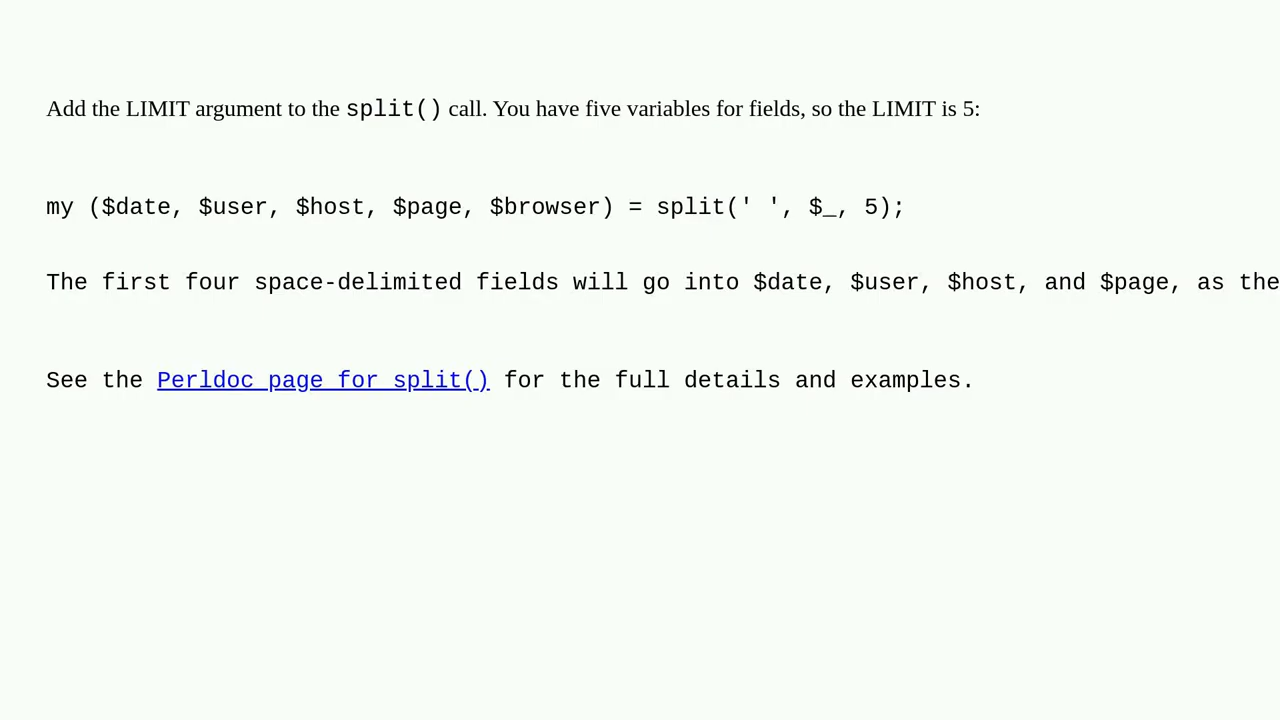 Add the LIMIT argument to the split() call. You have five variables for fields, so the LIMIT is 5:
my ($date, $user, $host, $page, $browser) = split(' ', $_, 5);
The first four space-delimited fields will go into $date, $user, $host, and $page, as the
See the Perldoc page for split() for the full details and examples.